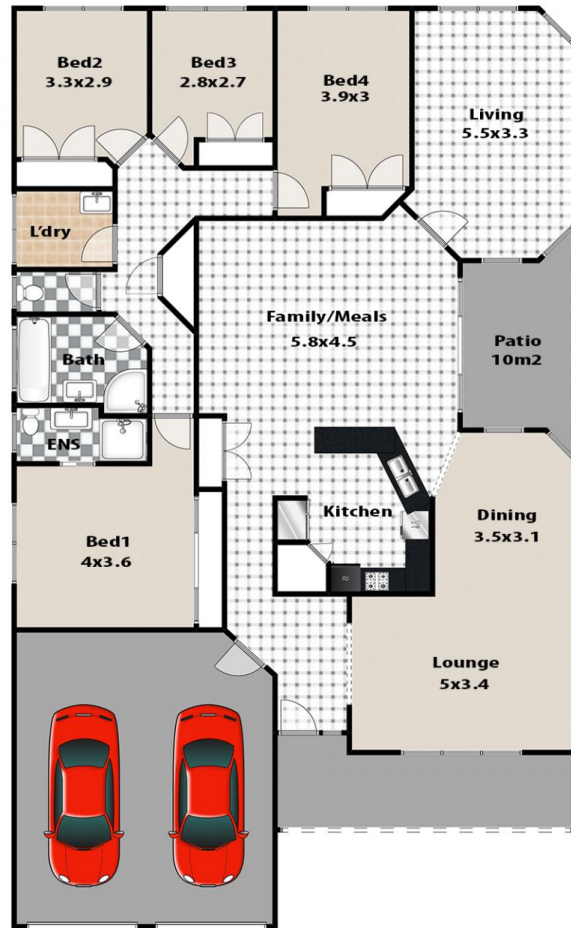 Bed2
3.3x2.9
Bed3
2.8x2.7
Bed4
3.9x3
Living
5.5x3.3
L'dry
Family/Meals
5.8x4.5
Patio
10m2
Bath
ENS
Kitchen
Dining
3.5x3.1
Bed1
4x3.6
Lounge
5x3.4